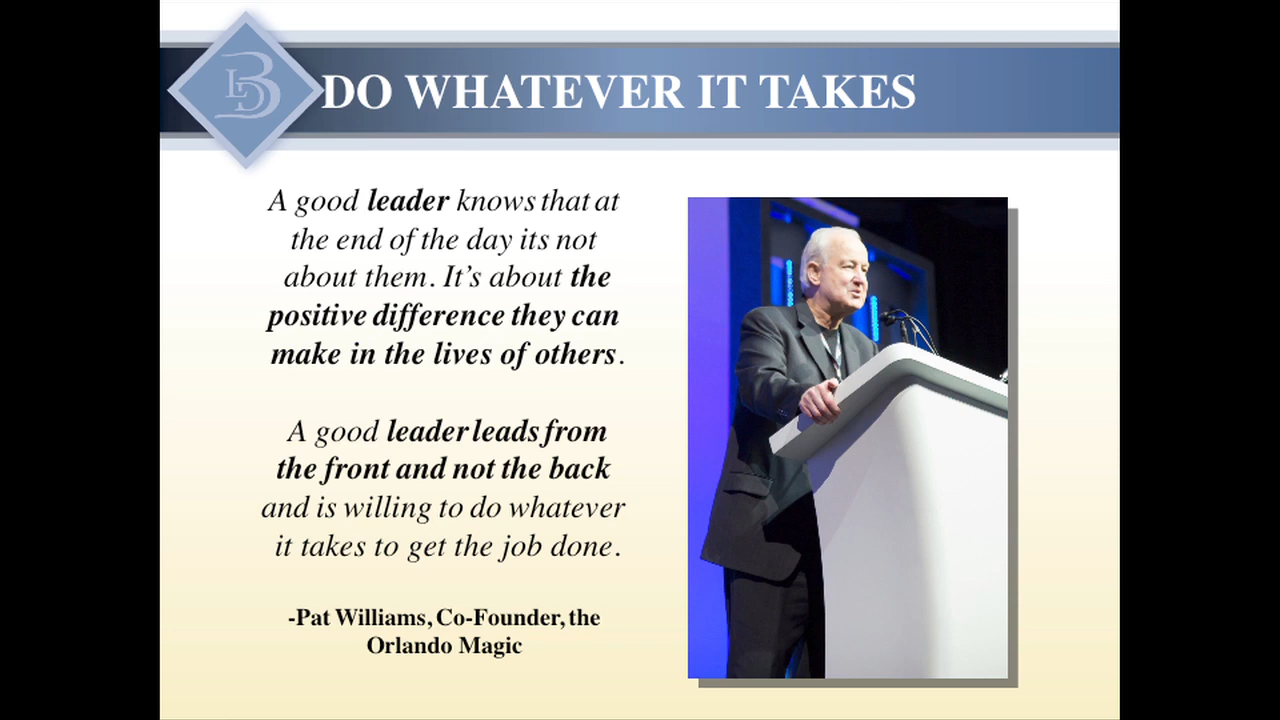 DO WHATEVER IT TAKES
A good leader knows that at
the end of the day its not
about them. It’s about the
positive difference they can
make in the lives of others.
A good leader leads from
the front and not the back
and is willing to do whatever
it takes to get the job done.
-Pat Williams, Co-Founder, the
Orlando Magic